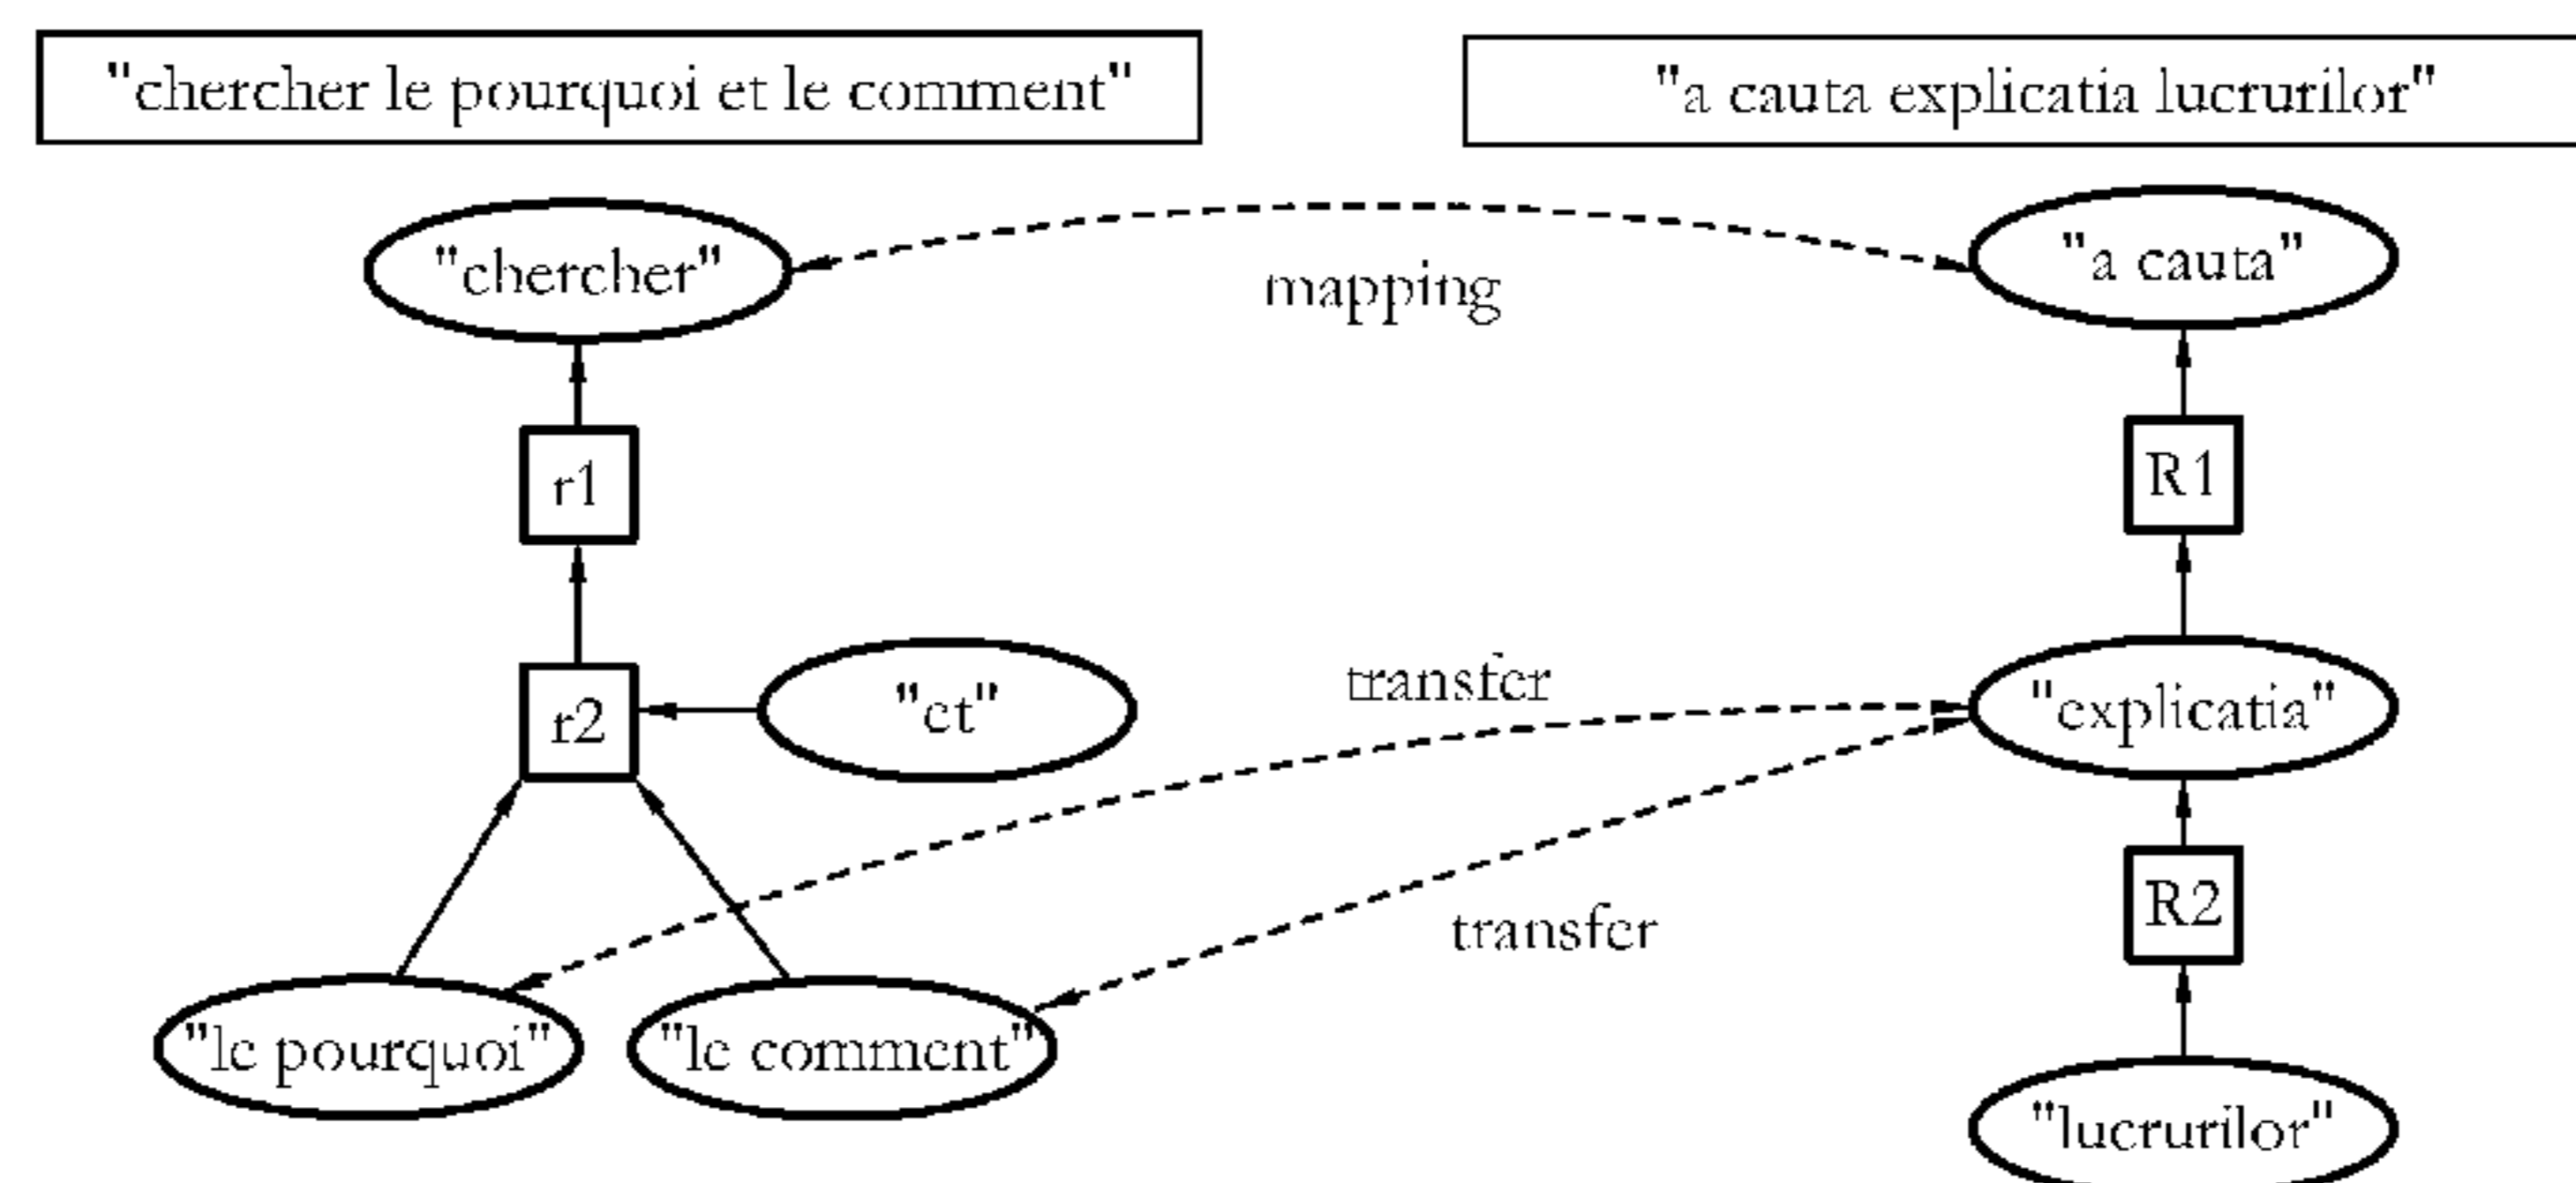 "chercher le pourquoi et le comment"
"a cauta explicatia lucrurilor"
"chercher"
"a cauta"
mapping
r1
R1
r2
"et"
transfer
"explicatia"
transfer
R2
"le pourquoi"
"le comment"
"lucrurilor"